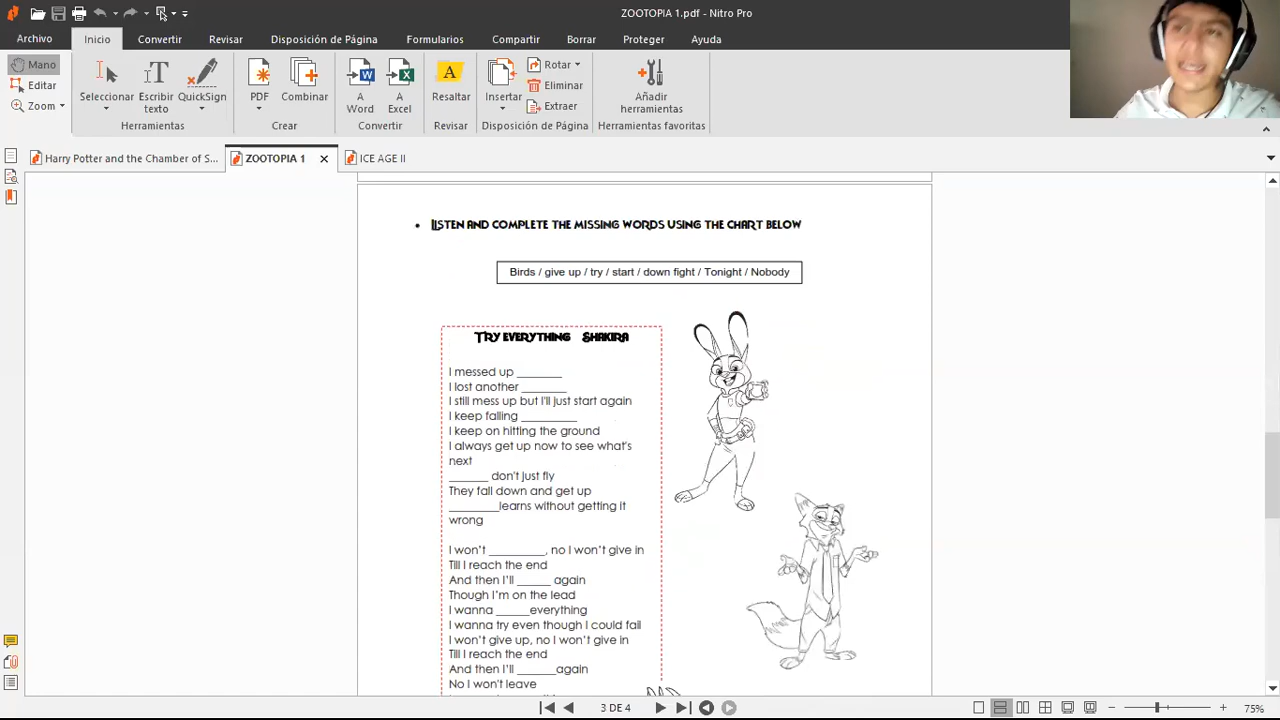 ZOOTOPIA 1.pdf - Nitro Pro
Archivo Inicio Convertir Revisar Disposición de Página Formularios Compartir Borrar Proteger Ayuda
Mano
Editar
Zoom
Seleccionar
Escribir texto
QuickSign
Herramientas
PDF
Combinar
Crear
A Word
A Excel
Convertir
Resaltar
Revisar
Insertar
Rotar
Eliminar
Extraer
Disposición de Página
Añadir herramientas
Herramientas favoritas
Harry Potter and the Chamber of S...
ZOOTOPIA 1
ICE AGE II
• Listen and complete the missing words using the chart below
Birds / give up / try / start / down fight / Tonight / Nobody
Try everything Shakira
I messed up ________
I lost another ________
I still mess up but I'll just start again
I keep falling __________
I keep on hitting the ground
I always get up now to see what's
next
_______ don't just fly
They fall down and get up
_________learns without getting it
wrong
I won't __________, no I won't give in
Till I reach the end
And then I'll ______ again
Though I'm on the lead
I wanna ______everything
I wanna try even though I could fail
I won't give up, no I won't give in
Till I reach the end
And then I'll _______again
No I won't leave
3 DE 4
75%